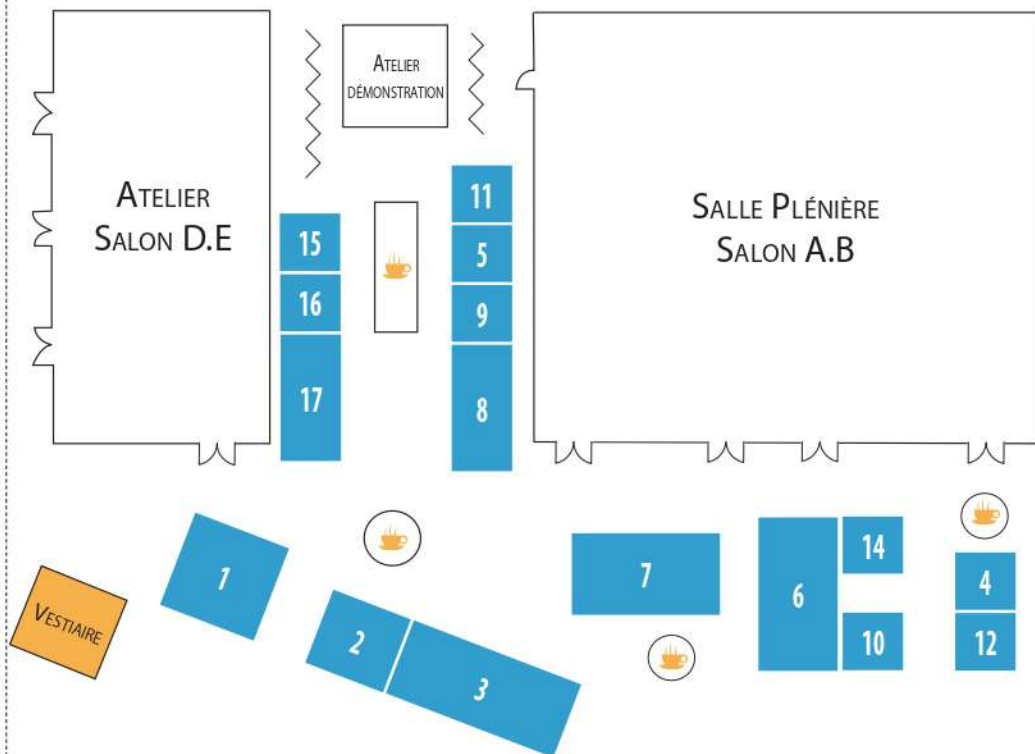 Atelier
démonstration
Atelier
Salon D.E
Salle Plénière
Salon A.B
11
15
5
16
9
17
8
1
14
7
6
4
2
10
12
3
Vestiaire